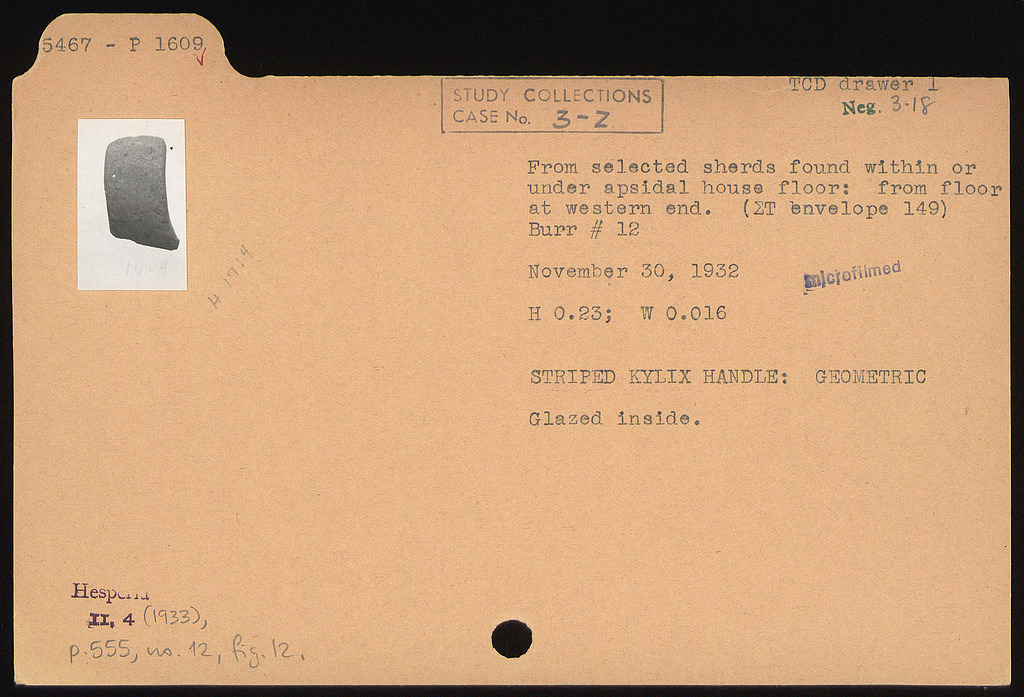 5467 - P 1609
TCD drawer 1
Neg. 3-18
STUDY COLLECTIONS
CASE No. 3-Z
From selected sherds found within or
under apsidal house floor: from floor
at western end. (ΣT envelope 149)
Burr # 12
November 30, 1932
microfilmed
H 0.23; W 0.016
STRIPED KYLIX HANDLE: GEOMETRIC
Glazed inside.
1609
H 17:4
Hesperia
II, 4 (1933),
p. 555, no. 12, fig. 12.